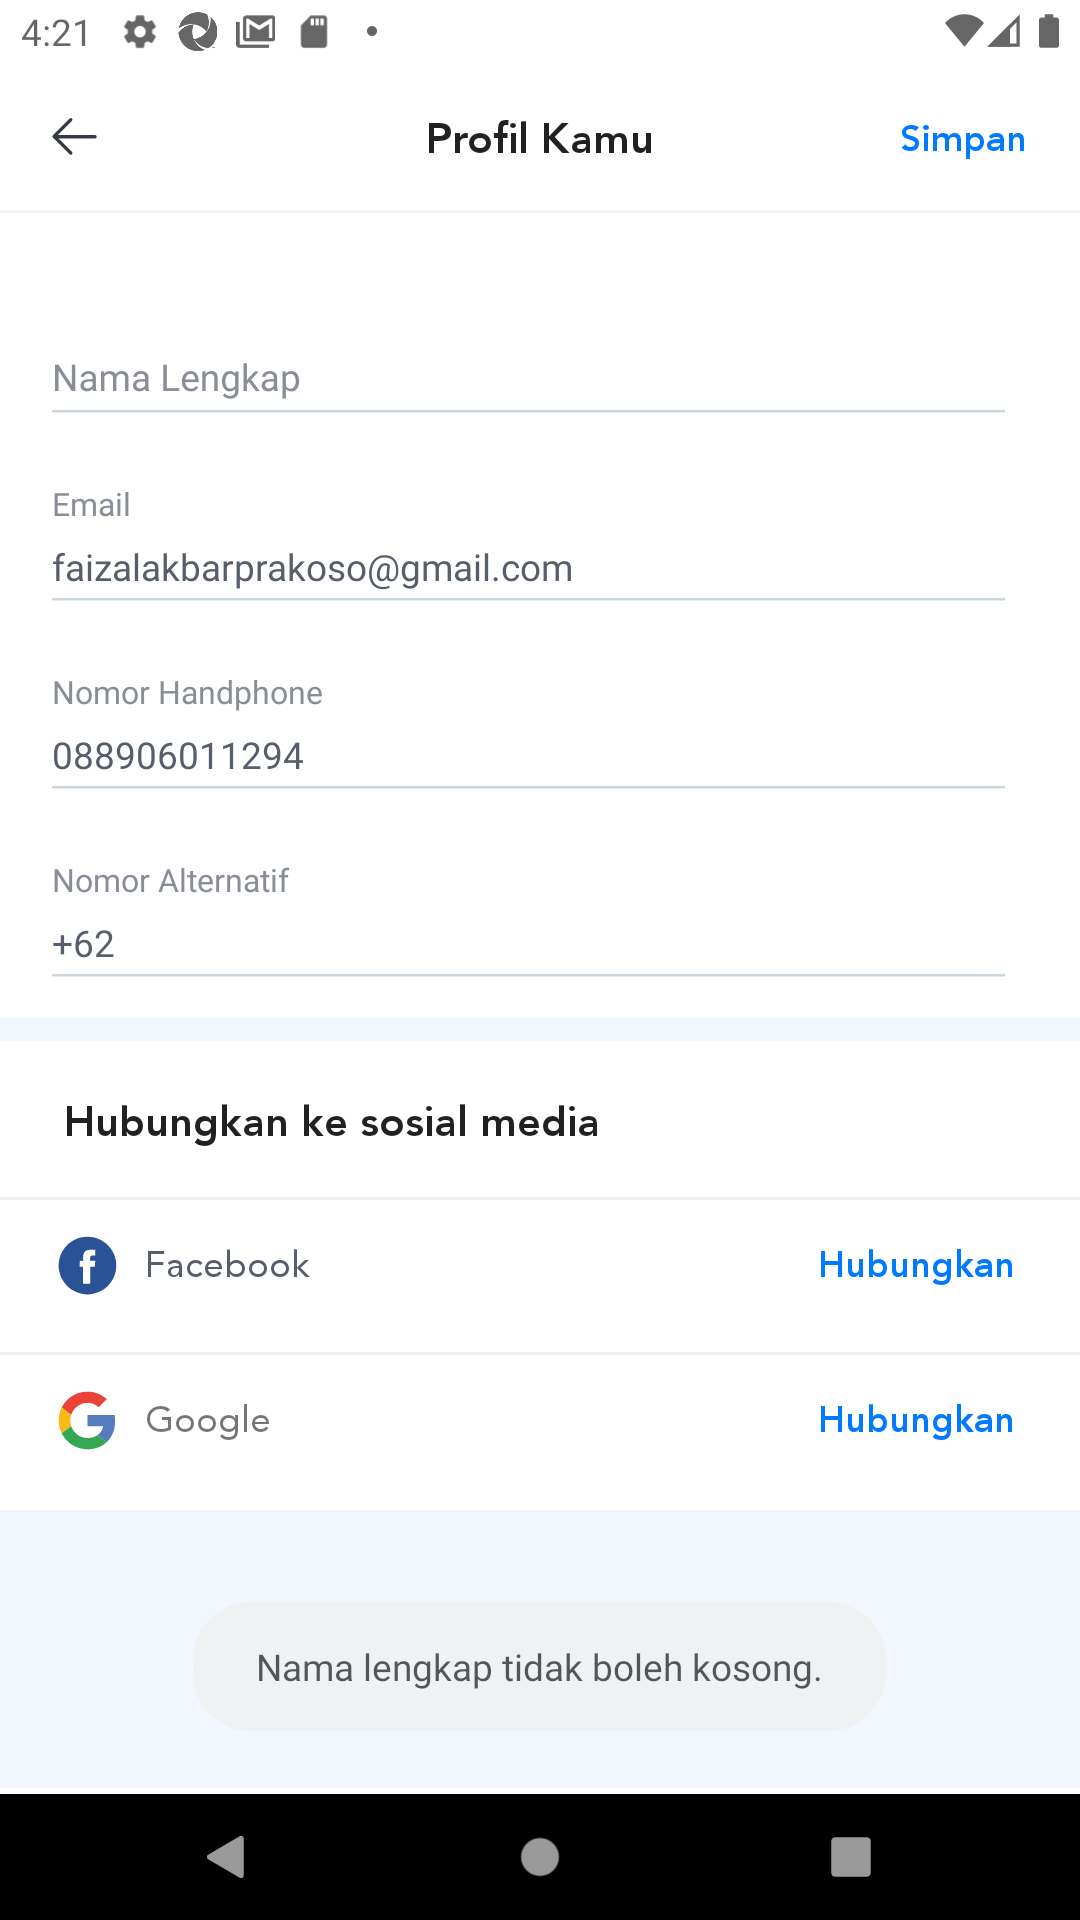 4:21
Profil Kamu
Simpan
Nama Lengkap
Email
faizalakbarprakoso@gmail.com
Nomor Handphone
088906011294
Nomor Alternatif
+62
Hubungkan ke sosial media
Facebook
Hubungkan
Google
Hubungkan
Nama lengkap tidak boleh kosong.